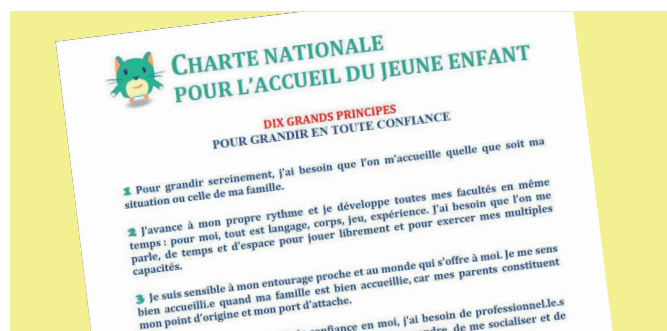 CHARTE NATIONALE
POUR L'ACCUEIL DU JEUNE ENFANT
DIX GRANDS PRINCIPES
POUR GRANDIR EN TOUTE CONFIANCE
1 Pour grandir sereinement, j'ai besoin que l'on m'accueille quelle que soit ma
situation ou celle de ma famille.
2 J'avance à mon propre rythme et je développe toutes mes facultés en même
temps : pour moi, tout est langage, corps, jeu, expérience. J'ai besoin que l'on me
parle, de temps et d'espace pour jouer librement et pour exercer mes multiples
capacités.
3 Je suis sensible à mon entourage proche et au monde qui s'offre à moi. Je me sens
bien accueilli.e quand ma famille est bien accueillie, car mes parents constituent
mon point d'origine et mon port d'attache.
confiance en moi, j'ai besoin de professionnel.le.s
de me socialiser et de